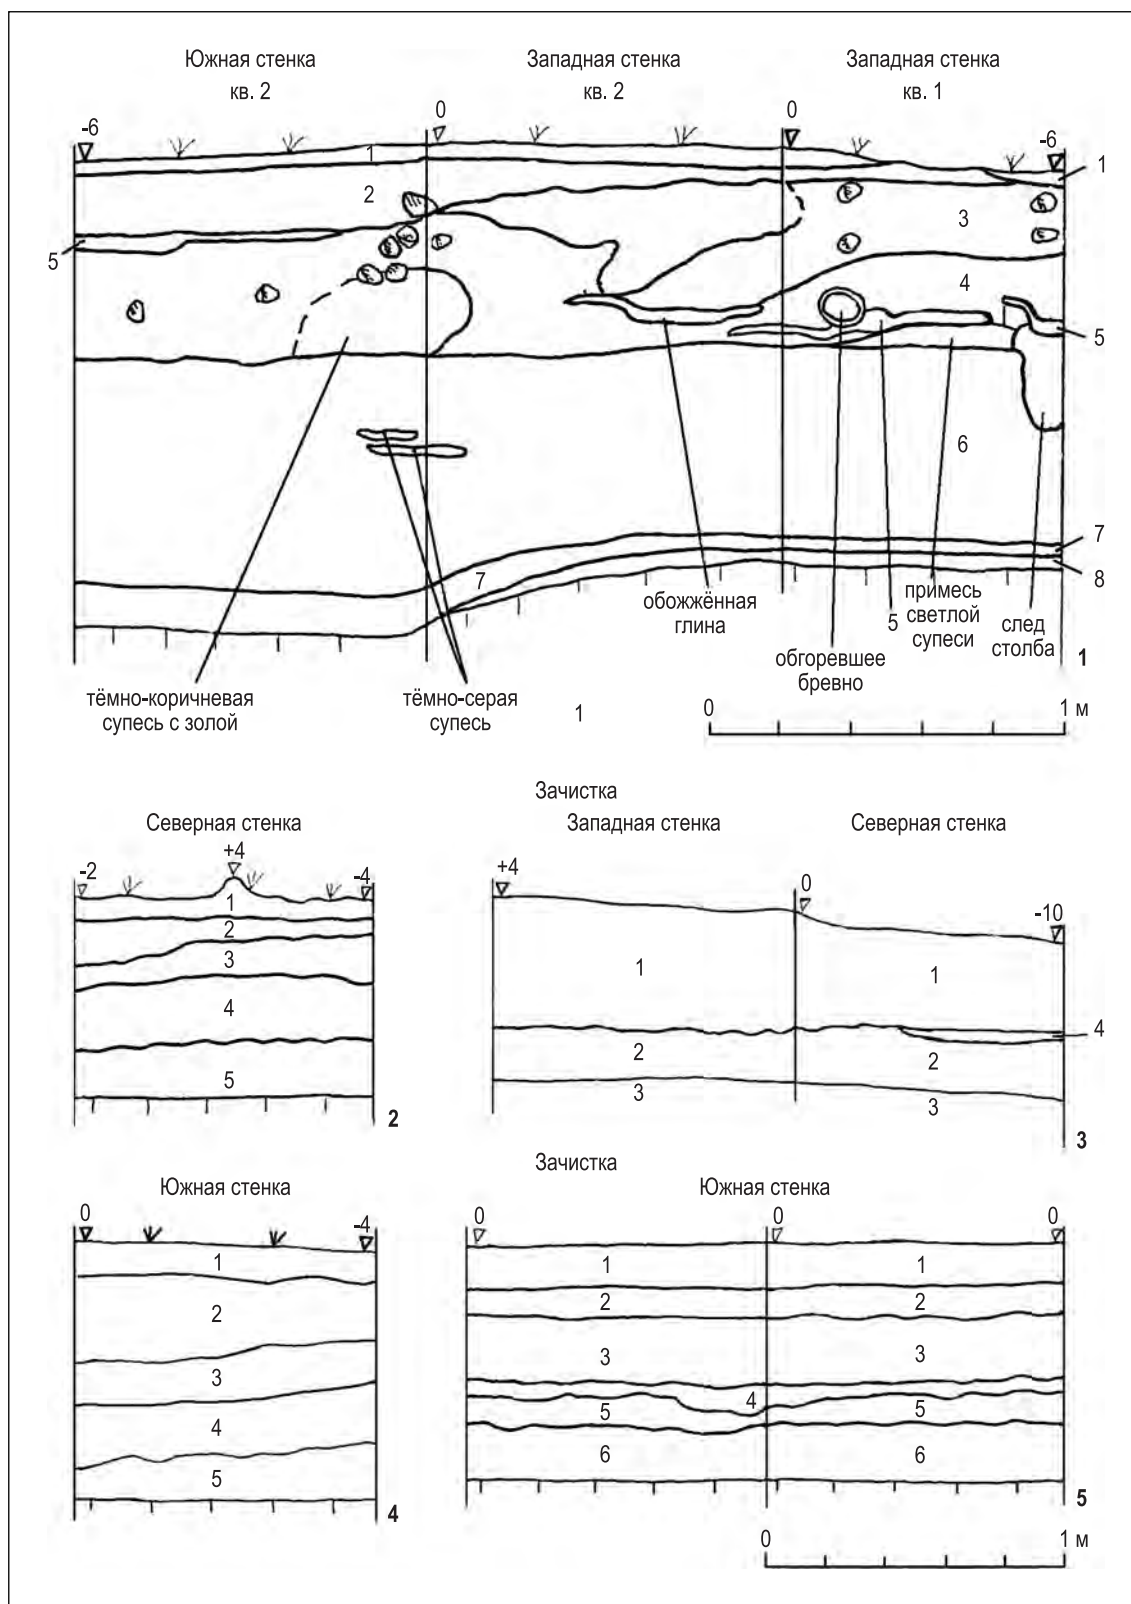 Южная стенка
кв. 2
Западная стенка
кв. 2
Западная стенка
кв. 1
-6
0
0
-6
1
1
2
3
5
4
5
6
7
7
8
обожжённая
глина
обгоревшее
бревно
5
примесь
светлой
супеси
след
столба
1
тёмно-коричневая
супесь с золой
тёмно-серая
супесь
1
0
1 м
Зачистка
Северная стенка
Западная стенка
Северная стенка
-2
+4
-4
1
2
3
4
5
2
+4
0
-10
1
1
4
2
2
3
3
3
Зачистка
Южная стенка
Южная стенка
0
-4
1
2
3
4
5
4
0
0
0
1
1
2
2
3
3
4
5
5
6
6
5
0
1 м